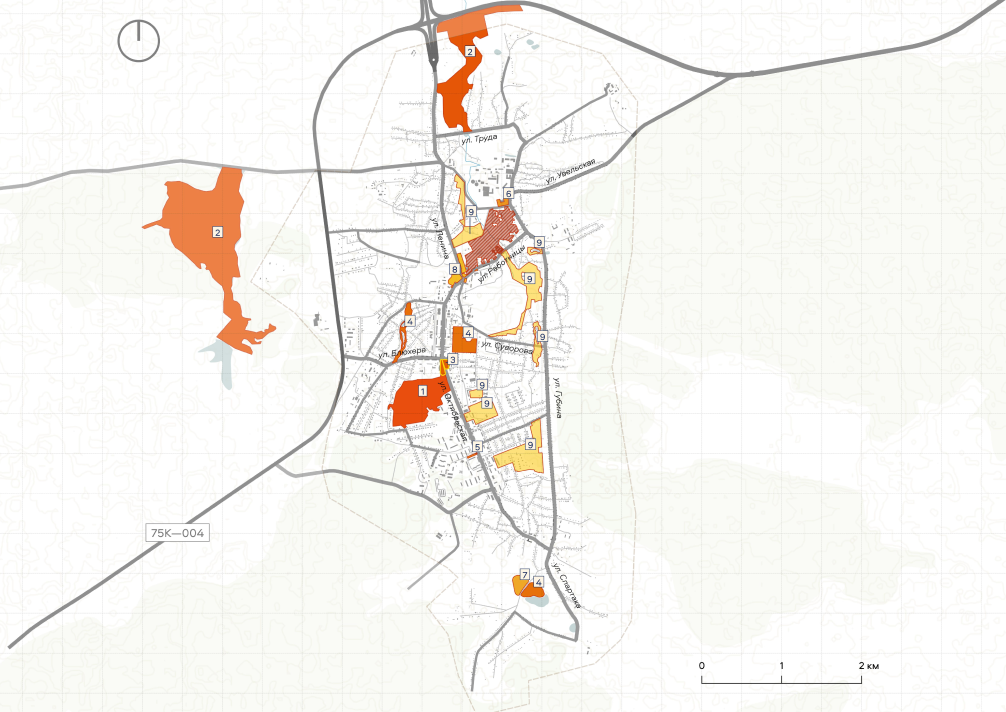 2
ул. Труда
ул. Увельская
6
2
9
ул. Ленина
9
ул. Работницы
8
9
4
4
9
ул. Суворова
ул. Блюхера
3
1
9
ул. Губина
9
ул. Октябрьская
5
9
75К—004
7
4
ул. Спартака
0
1
2 км